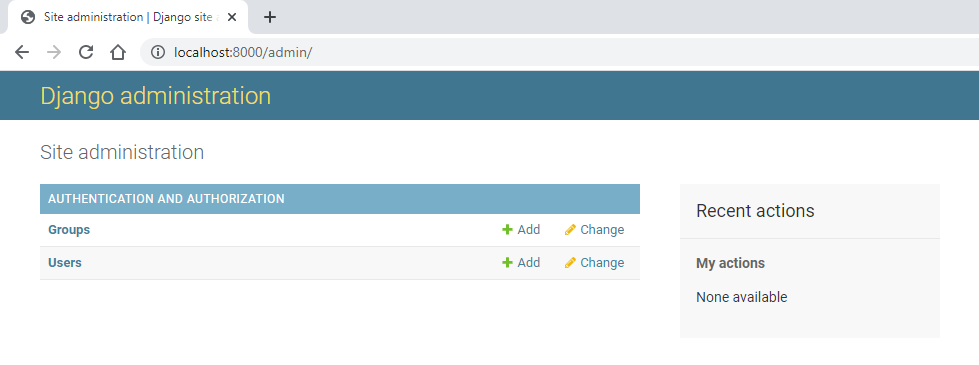 Site administration | Django site
localhost:8000/admin/
Django administration
Site administration
AUTHENTICATION AND AUTHORIZATION
Groups Add Change
Users Add Change
Recent actions
My actions
None available